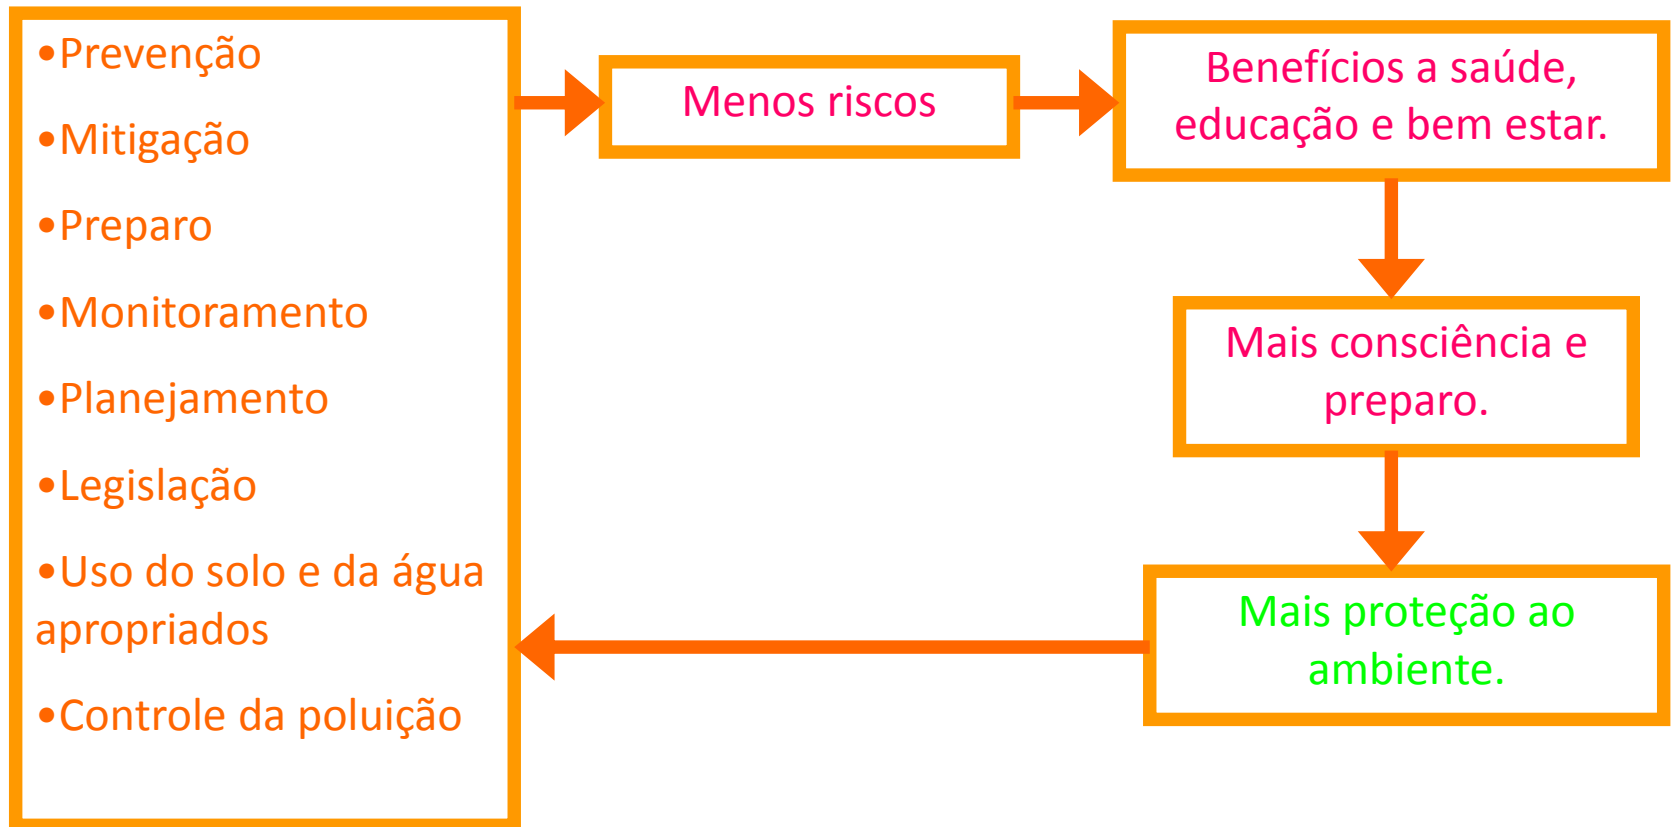 •Prevenção
•Mitigação
•Preparo
•Monitoramento
•Planejamento
•Legislação
•Uso do solo e da água
apropriados
•Controle da poluição
Menos riscos
Benefícios a saúde,
educação e bem estar.
Mais consciência e
preparo.
Mais proteção ao
ambiente.